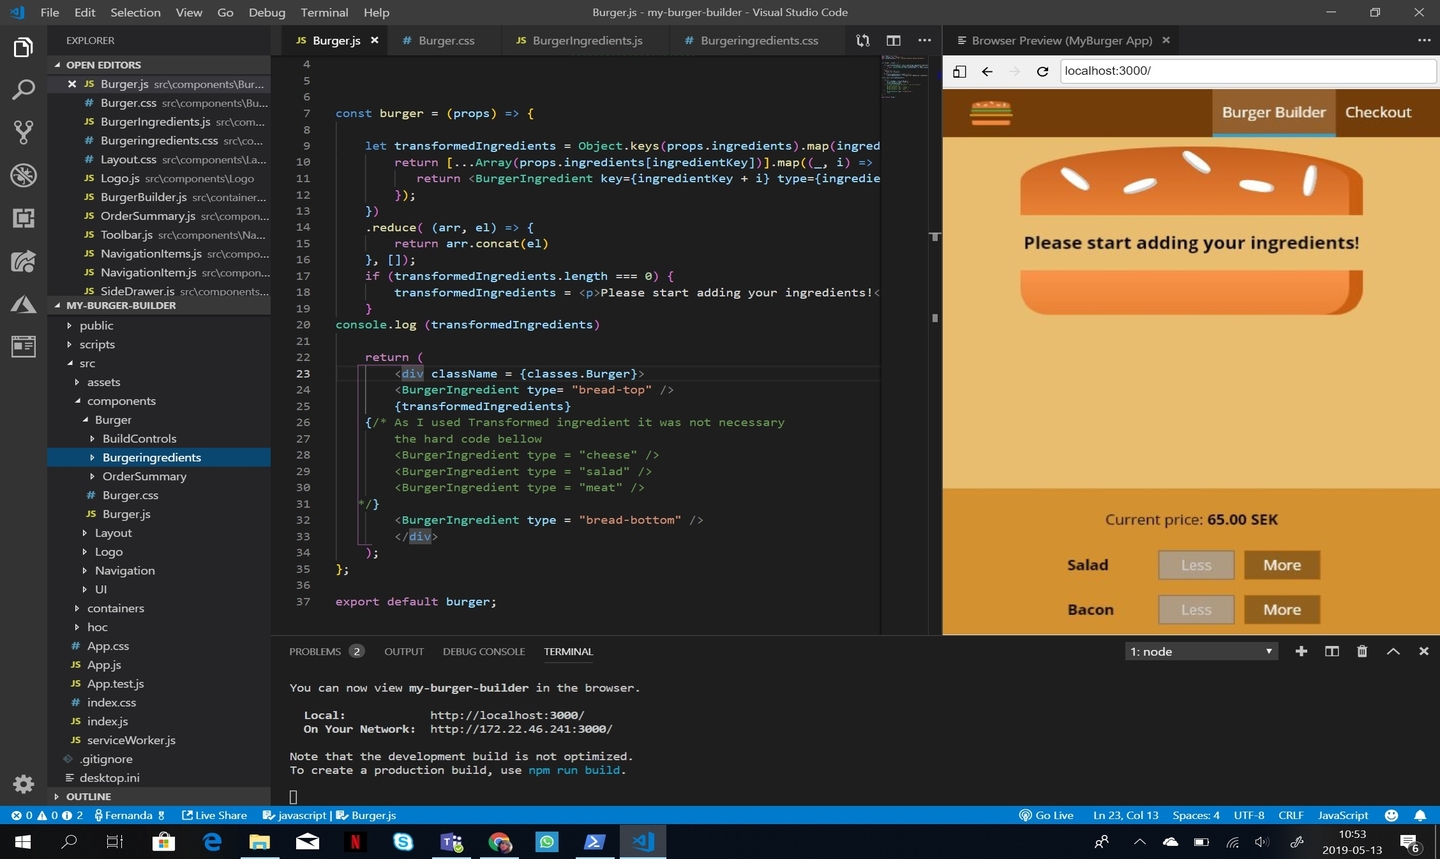 File Edit Selection View Go Debug Terminal Help
Burger.js - my-burger-builder - Visual Studio Code
EXPLORER
OPEN EDITORS
JS Burger.js src\components\Bur...
# Burger.css src\components\Bu...
JS BurgerIngredients.js src\com...
# Burgeringredients.css src\co...
# Layout.css src\components\La...
JS Logo.js src\components\Logo
JS BurgerBuilder.js src\container...
JS OrderSummary.js src\compon...
JS Toolbar.js src\components\Na...
JS NavigationItems.js src\compo...
JS NavigationItem.js src\compon...
JS SideDrawer.js src\components...
MY-BURGER-BUILDER
public
scripts
src
assets
components
Burger
BuildControls
Burgeringredients
OrderSummary
# Burger.css
JS Burger.js
Layout
Logo
Navigation
UI
containers
hoc
# App.css
JS App.js
JS App.test.js
# index.css
JS index.js
JS serviceWorker.js
.gitignore
desktop.ini
OUTLINE
JS Burger.js
# Burger.css
JS BurgerIngredients.js
# Burgeringredients.css
4
5
6
7 const burger = (props) => {
8
9 let transformedIngredients = Object.keys(props.ingredients).map(ingred
10 return [...Array(props.ingredients[ingredientKey])].map((_, i) =>
11 return <BurgerIngredient key={ingredientKey + i} type={ingredie
12 });
13 })
14 .reduce( (arr, el) => {
15 return arr.concat(el)
16 }, []);
17 if (transformedIngredients.length === 0) {
18 transformedIngredients = <p>Please start adding your ingredients!<
19 }
20 console.log (transformedIngredients)
21
22 return (
23 <div className = {classes.Burger}>
24 <BurgerIngredient type= "bread-top" />
25 {transformedIngredients}
26 {/* As I used Transformed ingredient it was not necessary
27 the hard code bellow
28 <BurgerIngredient type = "cheese" />
29 <BurgerIngredient type = "salad" />
30 <BurgerIngredient type = "meat" />
31 */}
32 <BurgerIngredient type = "bread-bottom" />
33 </div>
34 );
35 };
36
37 export default burger;
Browser Preview (MyBurger App)
localhost:3000/
Burger Builder Checkout
Please start adding your ingredients!
Current price: 65.00 SEK
Salad Less More
Bacon Less More
PROBLEMS 2 OUTPUT DEBUG CONSOLE TERMINAL
1: node
You can now view my-burger-builder in the browser.
Local: http://localhost:3000/
On Your Network: http://172.22.46.241:3000/
Note that the development build is not optimized.
To create a production build, use npm run build.
0 0 2 Fernanda Live Share javascript | Burger.js
Go Live Ln 23, Col 13 Spaces: 4 UTF-8 CRLF JavaScript
10:53
2019-05-13
6